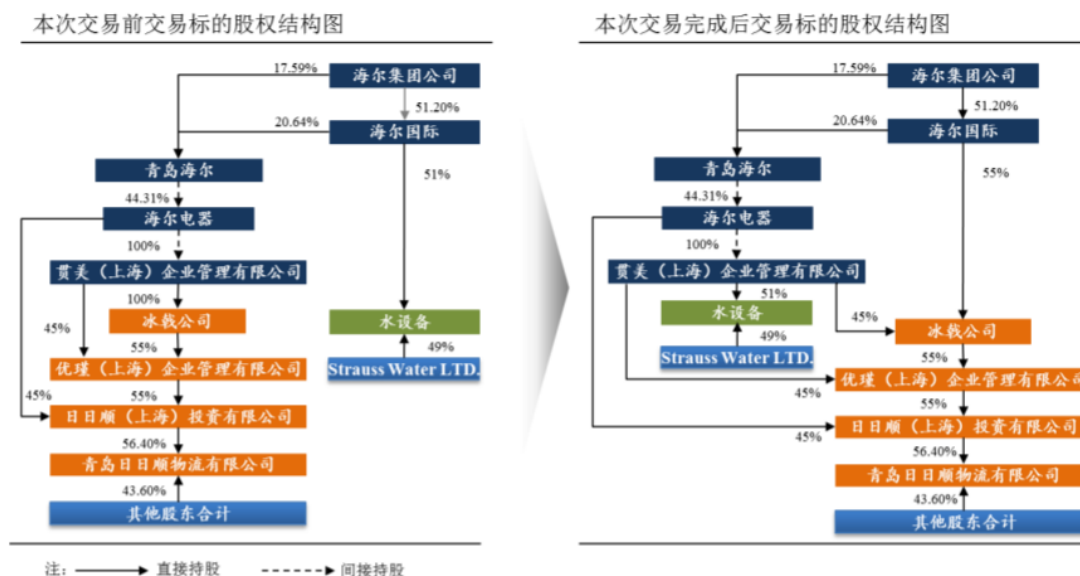 本次交易前交易标的股权结构图
17.59%
海尔集团公司
51.20%
20.64%
海尔国际
青岛海尔
51%
44.31%
海尔电器
100%
贯美（上海）企业管理有限公司
100%
冰戟公司
水设备
45%
55%
49%
优瑾（上海）企业管理有限公司
Strauss Water LTD.
45%
55%
日日顺（上海）投资有限公司
56.40%
青岛日日顺物流有限公司
43.60%
其他股东合计
注：
直接持股
间接持股
本次交易完成后交易标的股权结构图
17.59%
海尔集团公司
51.20%
20.64%
海尔国际
青岛海尔
55%
44.31%
海尔电器
100%
贯美（上海）企业管理有限公司
51%
水设备
45%
冰戟公司
49%
Strauss Water LTD.
55%
优瑾（上海）企业管理有限公司
45%
55%
日日顺（上海）投资有限公司
45%
56.40%
青岛日日顺物流有限公司
43.60%
其他股东合计